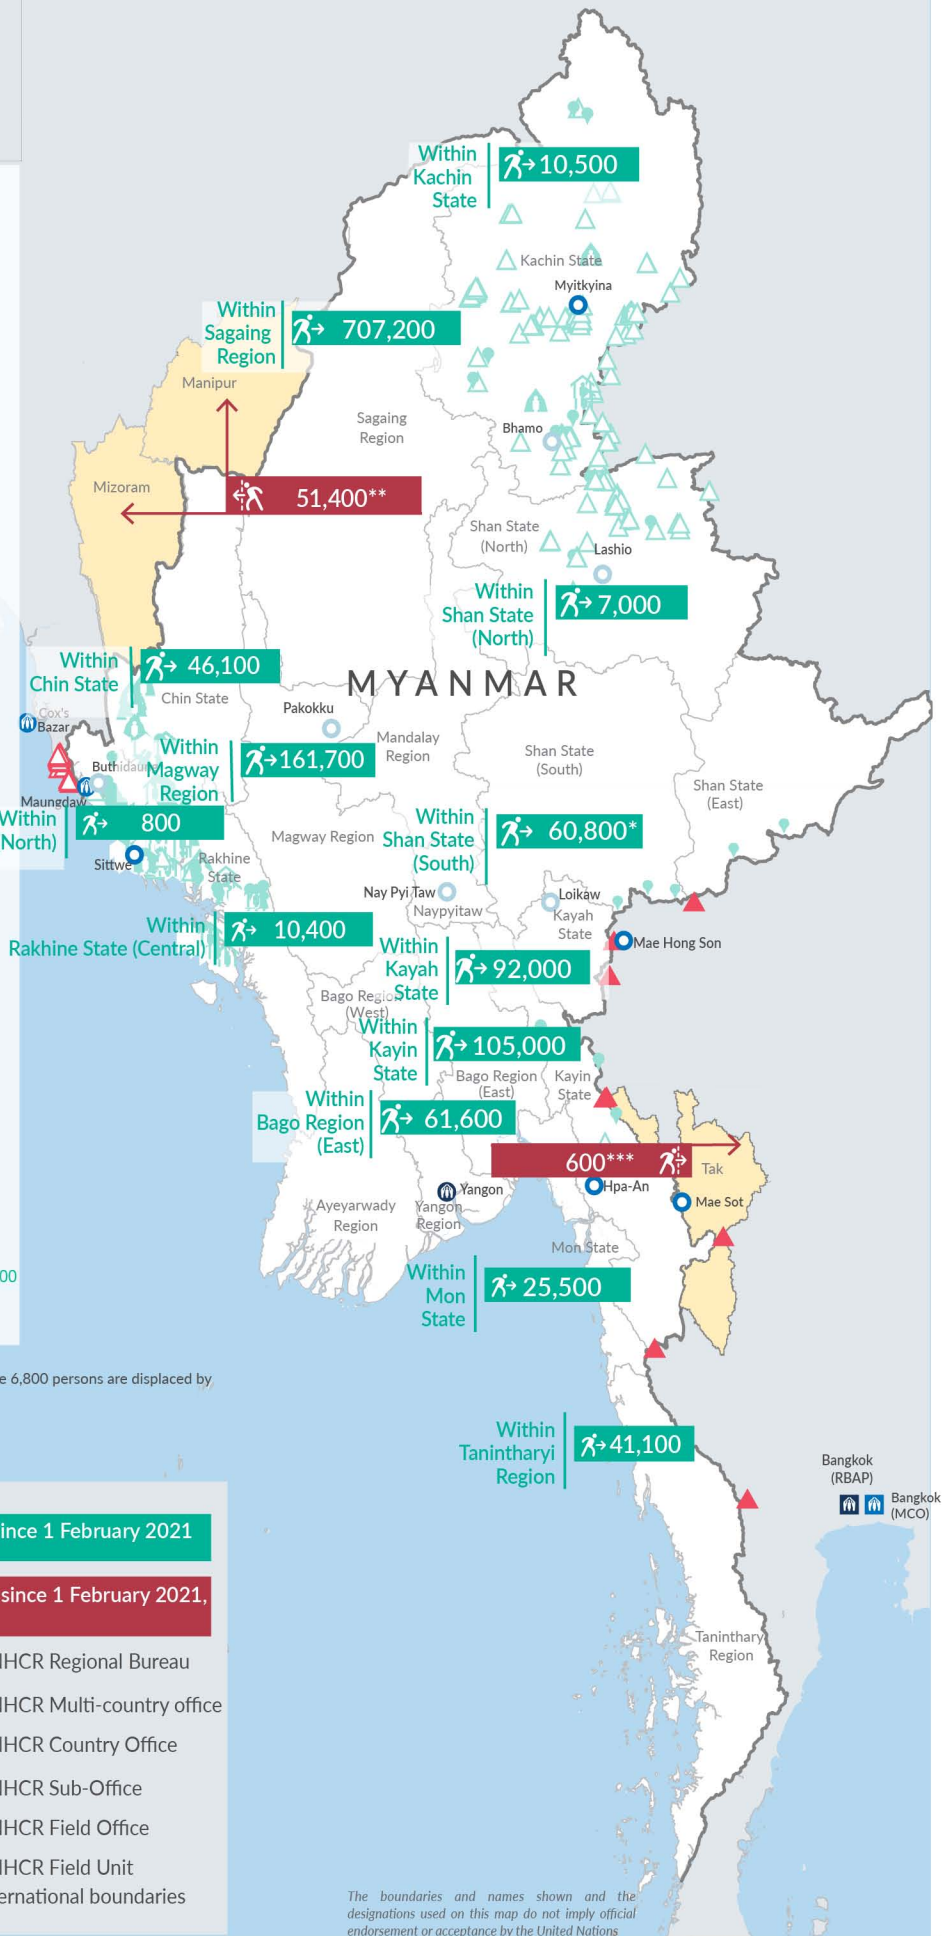 Within
Kachin
State
10,500
Kachin State
Myitkyina
Within
Sagaing
Region
707,200
Manipur
Sagaing
Region
Bhamo
Mizoram
51,400**
Shan State
(North)
Lashio
Within
Shan State
(North)
7,000
Within
Chin State
46,100
Chin State
MYANMAR
Pakokku
Cox's
Bazar
Mandalay
Region
Within
Magway
Region
161,700
Shan State
(South)
Shan State
(East)
Buthidaung
Maungdaw
Within
(North)
800
Magway Region
Within
Shan State
(South)
60,800*
Sittwe
Rakhine
State
Nay Pyi Taw
Naypyitaw
Loikaw
Kayah
State
Mae Hong Son
Within
Rakhine State (Central)
10,400
Within
Kayah
State
92,000
Bago Region
(West)
Within
Kayin
State
105,000
Bago Region
(East)
Kayin
State
Within
Bago Region
(East)
61,600
600***
Tak
Hpa-An
Mae Sot
Yangon
Yangon
Region
Ayeyarwady
Region
Mon State
Within
Mon
State
25,500
00
e 6,800 persons are displaced by
Within
Tanintharyi
Region
41,100
Bangkok
(RBAP)
Bangkok
(MCO)
ince 1 February 2021
since 1 February 2021,
Taninthary
Region
HCR Regional Bureau
HCR Multi-country office
HCR Country Office
HCR Sub-Office
HCR Field Office
HCR Field Unit
ernational boundaries
The boundaries and names shown and the
designations used on this map do not imply official
endorsement or acceptance by the United Nations